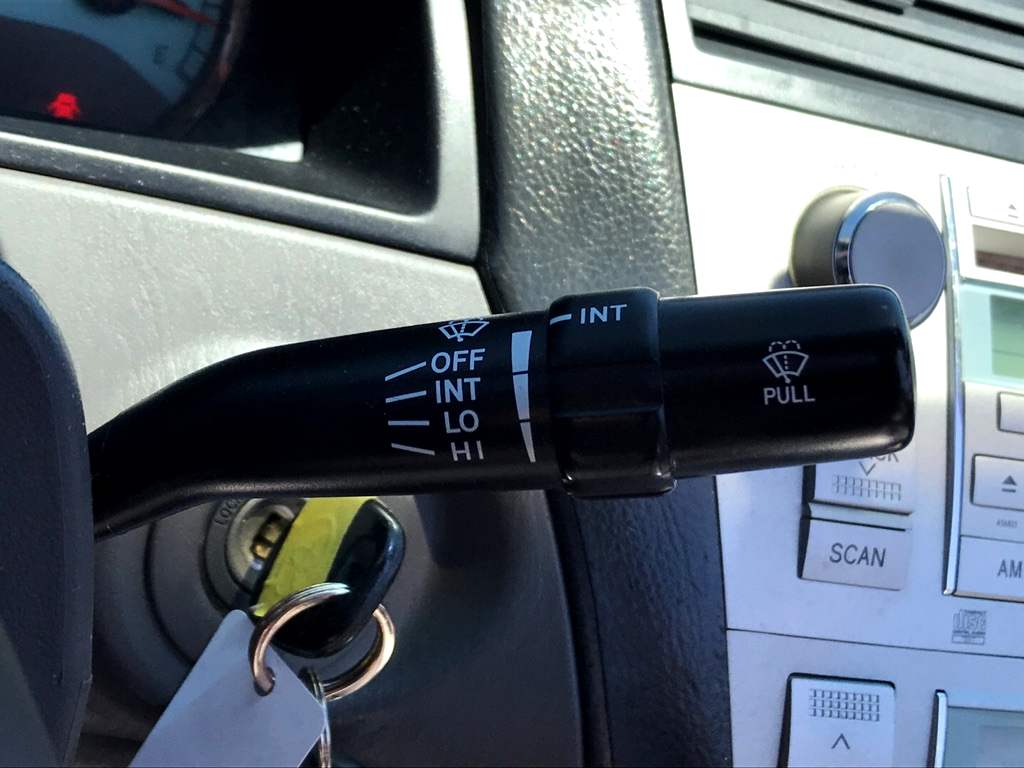 INT
OFF
INT
LO
HI
PULL
SCAN
AM